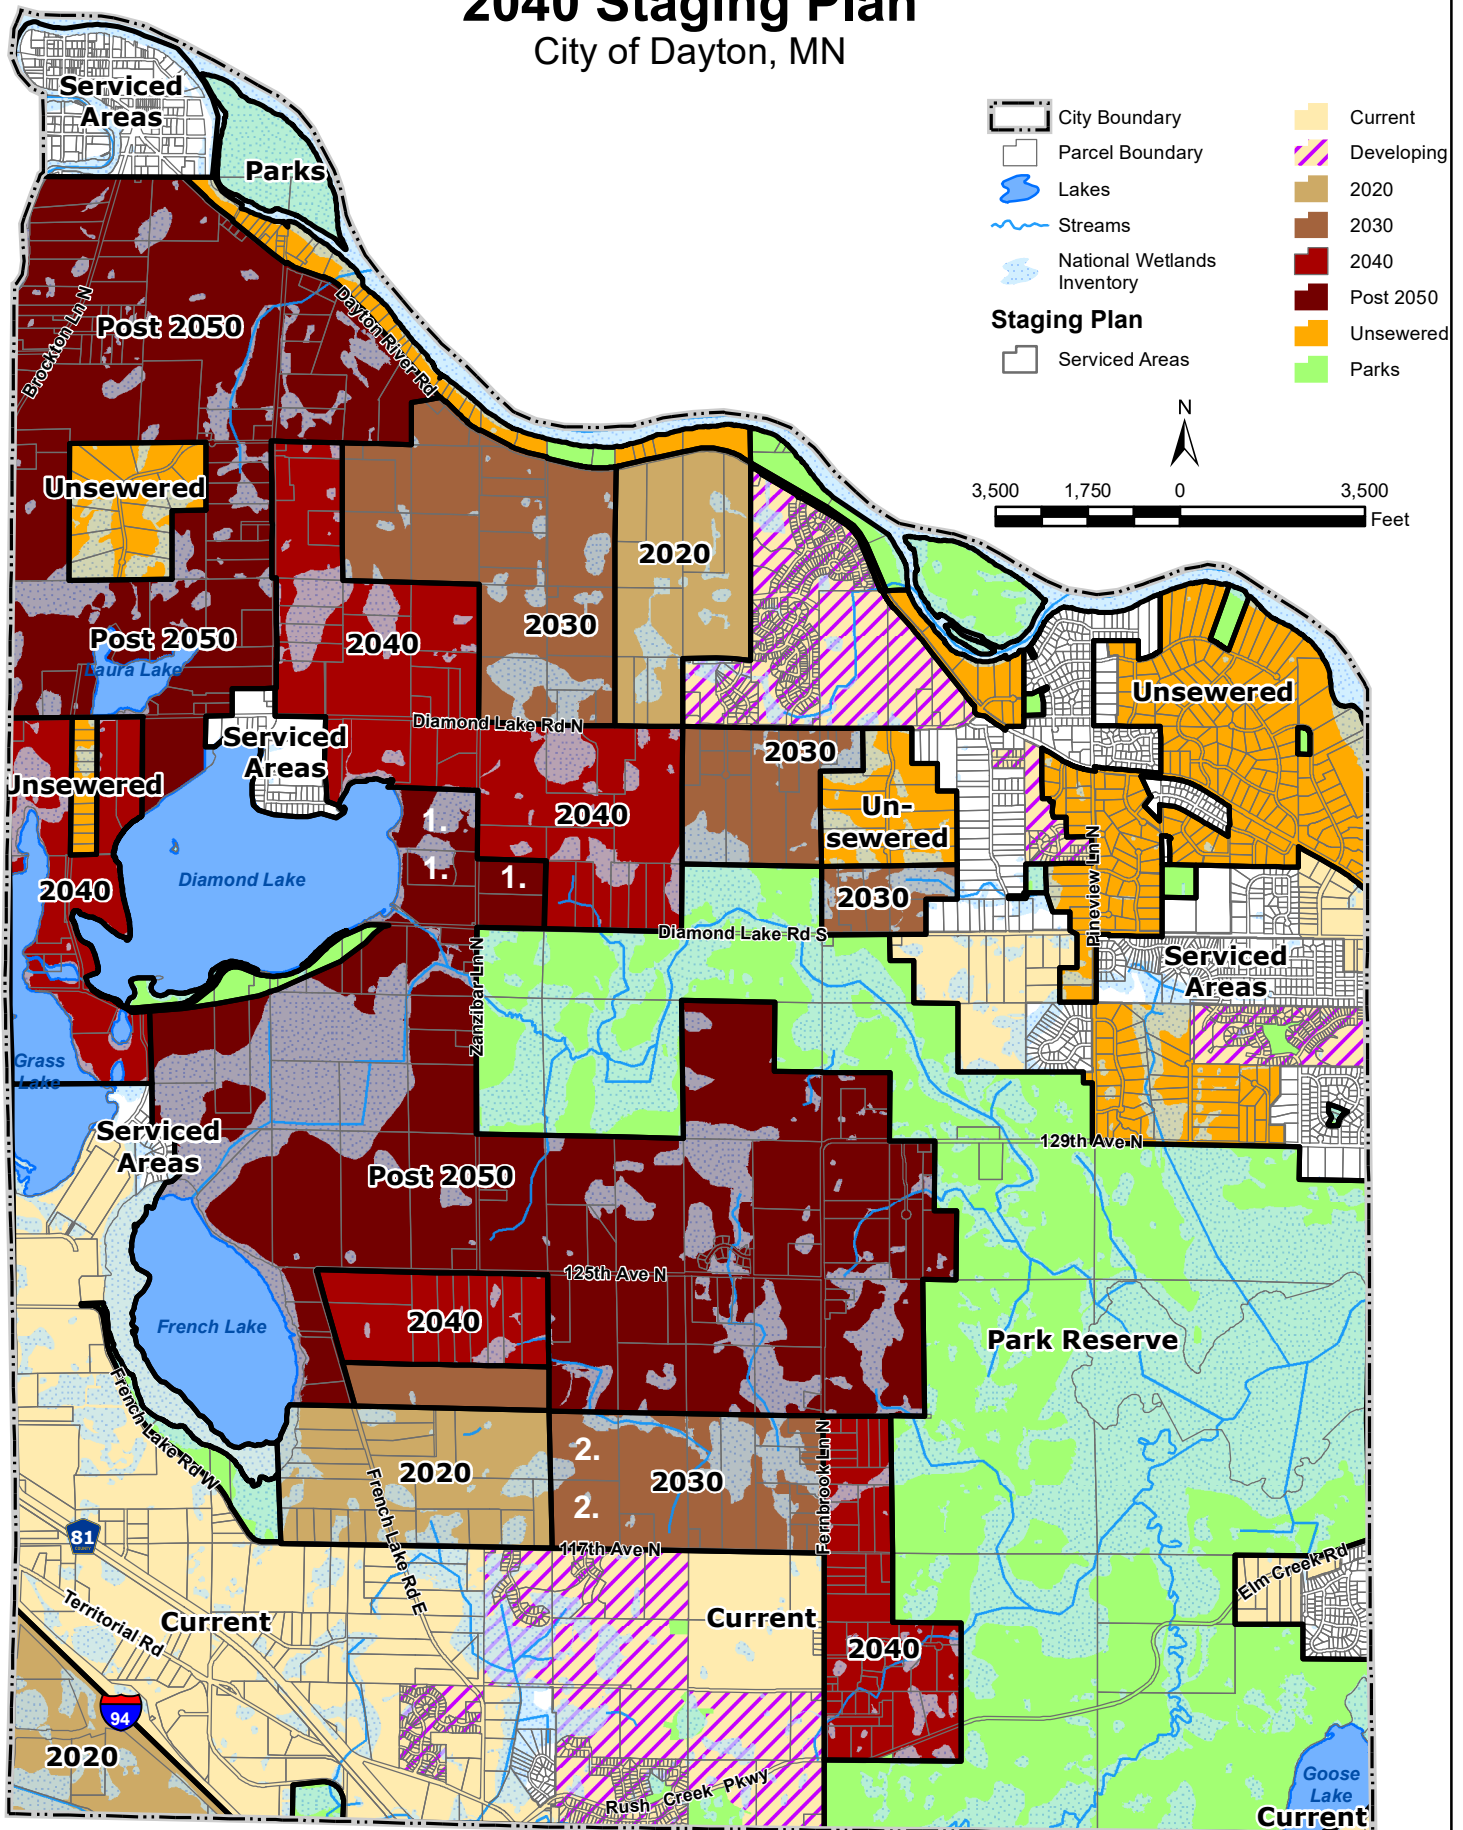 2040 Staging Plan
City of Dayton, MN
City Boundary
Parcel Boundary
Lakes
Streams
National Wetlands
Inventory
Staging Plan
Serviced Areas
Current
Developing
2020
2030
2040
Post 2050
Unsewered
Parks
N
3,500
1,750
0
3,500
Feet
Serviced
Areas
Parks
Brockton Ln N
Post 2050
Dayton River Rd
Unsewered
2020
2030
Post 2050
Laura Lake
2040
Unsewered
Diamond Lake Rd N
Serviced
Areas
2030
Unsewered
1.
2040
Un-
sewered
1.
1.
Diamond Lake
2040
2030
Pineview Ln N
Diamond Lake Rd S
Zanzibar Ln N
Serviced
Areas
Grass
Lake
Serviced
Areas
129th Ave N
Post 2050
125th Ave N
2040
French Lake
Park Reserve
French Lake Rd W
2.
2020
2030
Fernbrook Ln N
2.
French Lake Rd E
81
COUNTY
117th Ave N
Elm Creek Rd
Territorial Rd
Current
Current
2040
94
2020
Rush Creek Pkwy
Goose
Lake
Current